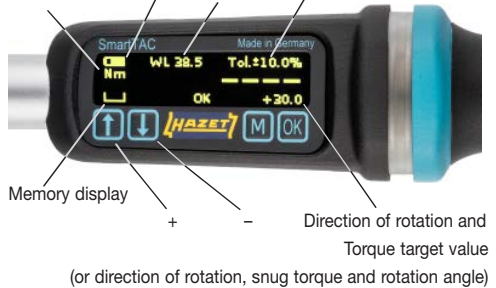 SmartTAC Made in Germany
WL 38.5 Tol.±10.0%
Nm
----
OK +30.0
HAZET M OK
Memory display
+ –
Direction of rotation and
Torque target value
(or direction of rotation, snug torque and rotation angle)